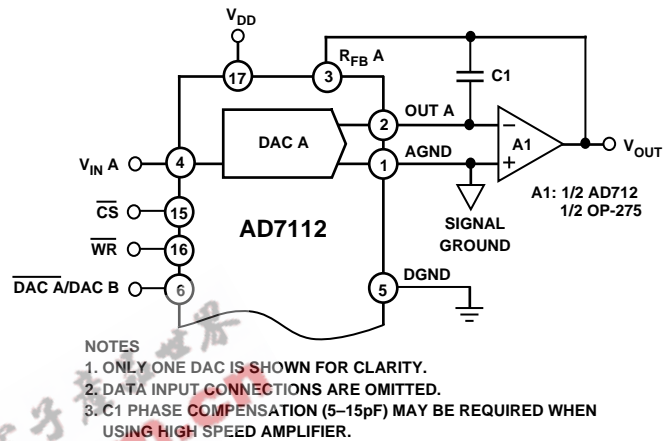 VDD
17
RFB A
3
C1
OUT A
2
DAC A
A1
VOUT
VIN A
4
AGND
1
CS
15
SIGNAL
GROUND
A1: 1/2 AD712
1/2 OP-275
WR
16
AD7112
DAC A/DAC B
6
5
DGND
NOTES
1. ONLY ONE DAC IS SHOWN FOR CLARITY.
2. DATA INPUT CONNECTIONS ARE OMITTED.
3. C1 PHASE COMPENSATION (5–15pF) MAY BE REQUIRED WHEN
USING HIGH SPEED AMPLIFIER.